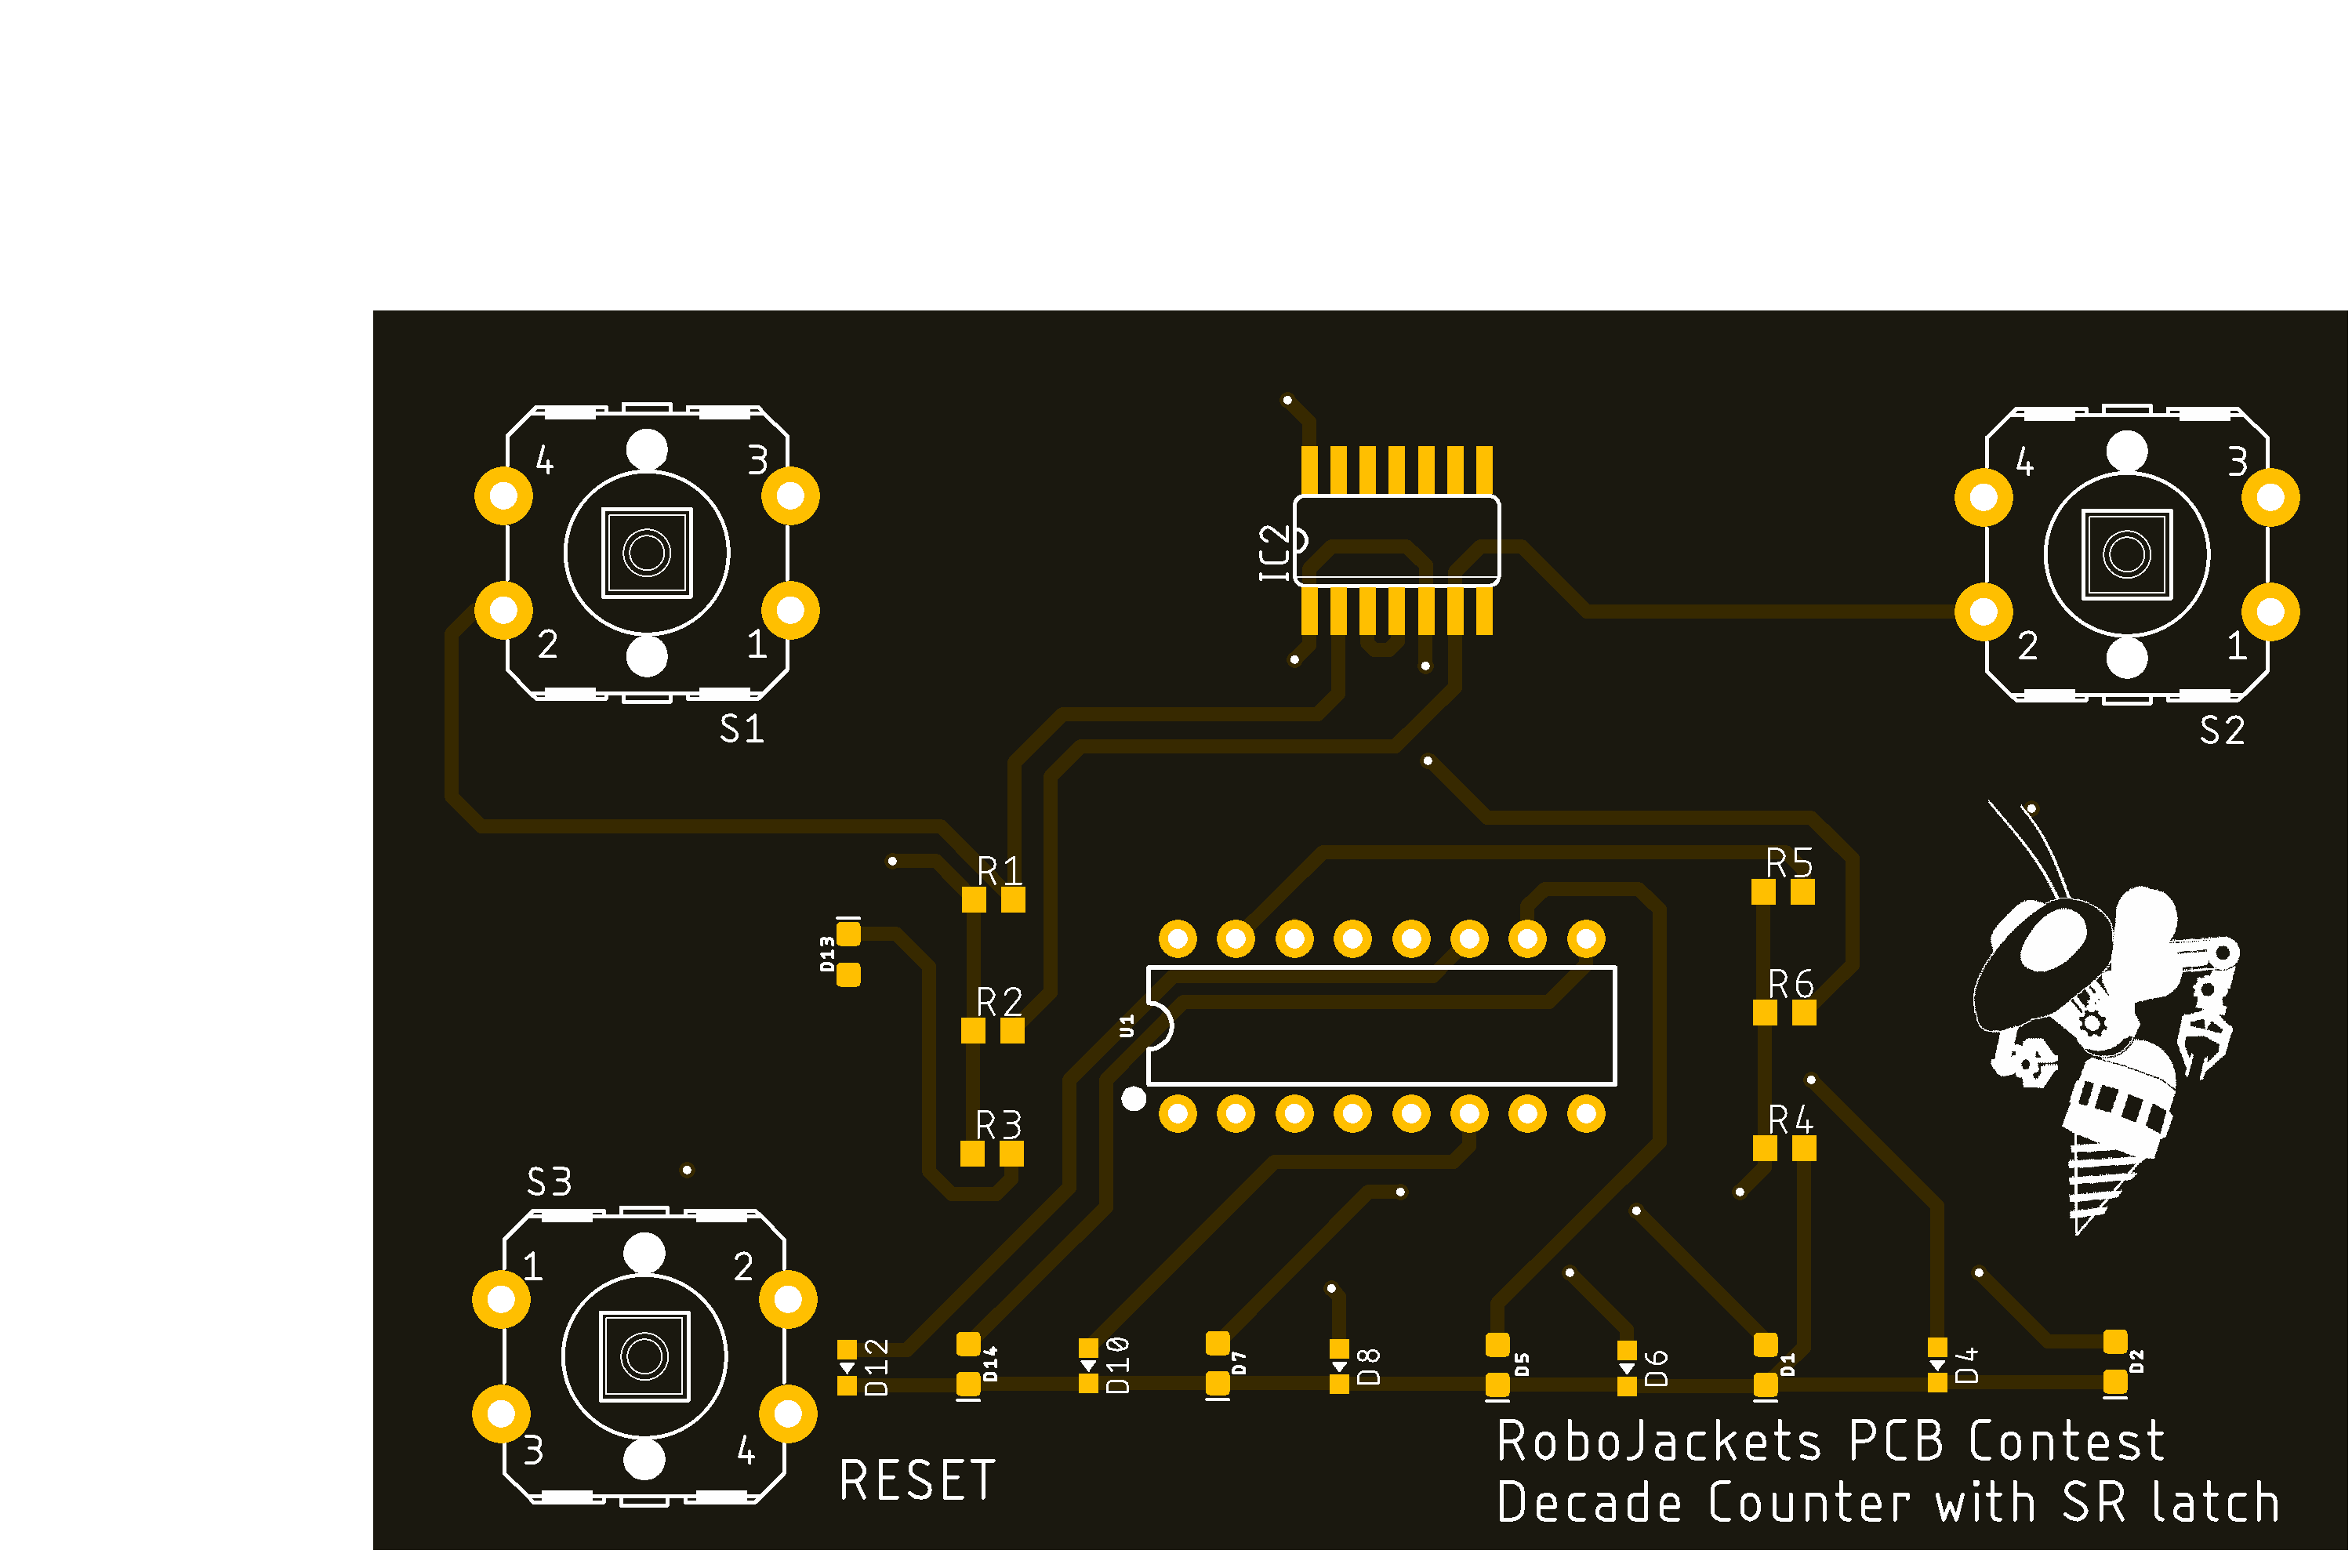 4 3
2 1
S1
IC2
4 3
2 1
S2
R1
R5
D13
R2
R6
U1
R3
R4
S3
1 2
3 4
D12
D14
D10
D7
D8
D5
D6
D1
D4
D2
RESET
RoboJackets PCB Contest
Decade Counter with SR latch